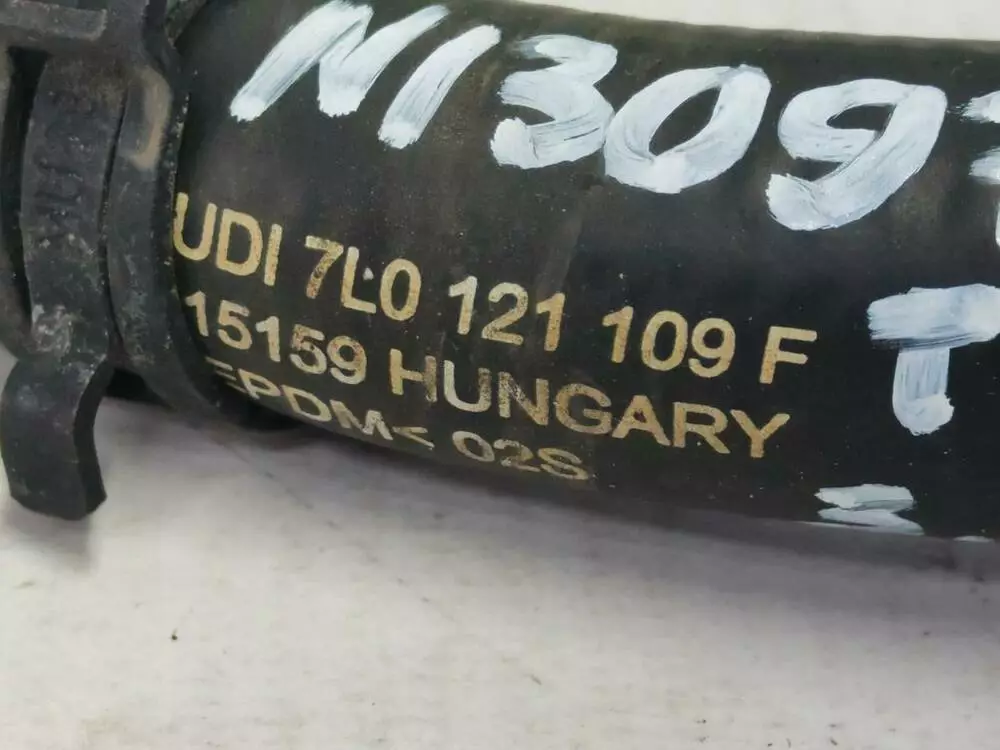 N1309
UDI 7L0 121 109 F
15159 HUNGARY
EPDM< 02S
T